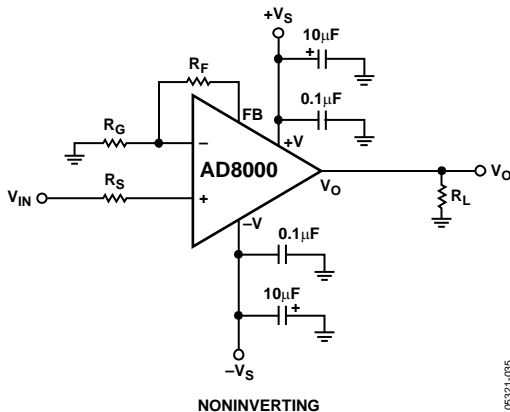 +VS
10µF
+
RF
FB
0.1µF
RG
–
+V
AD8000
VIN
RS
+
VO
VO
RL
–V
0.1µF
10µF
+
–VS
NONINVERTING
05321-035